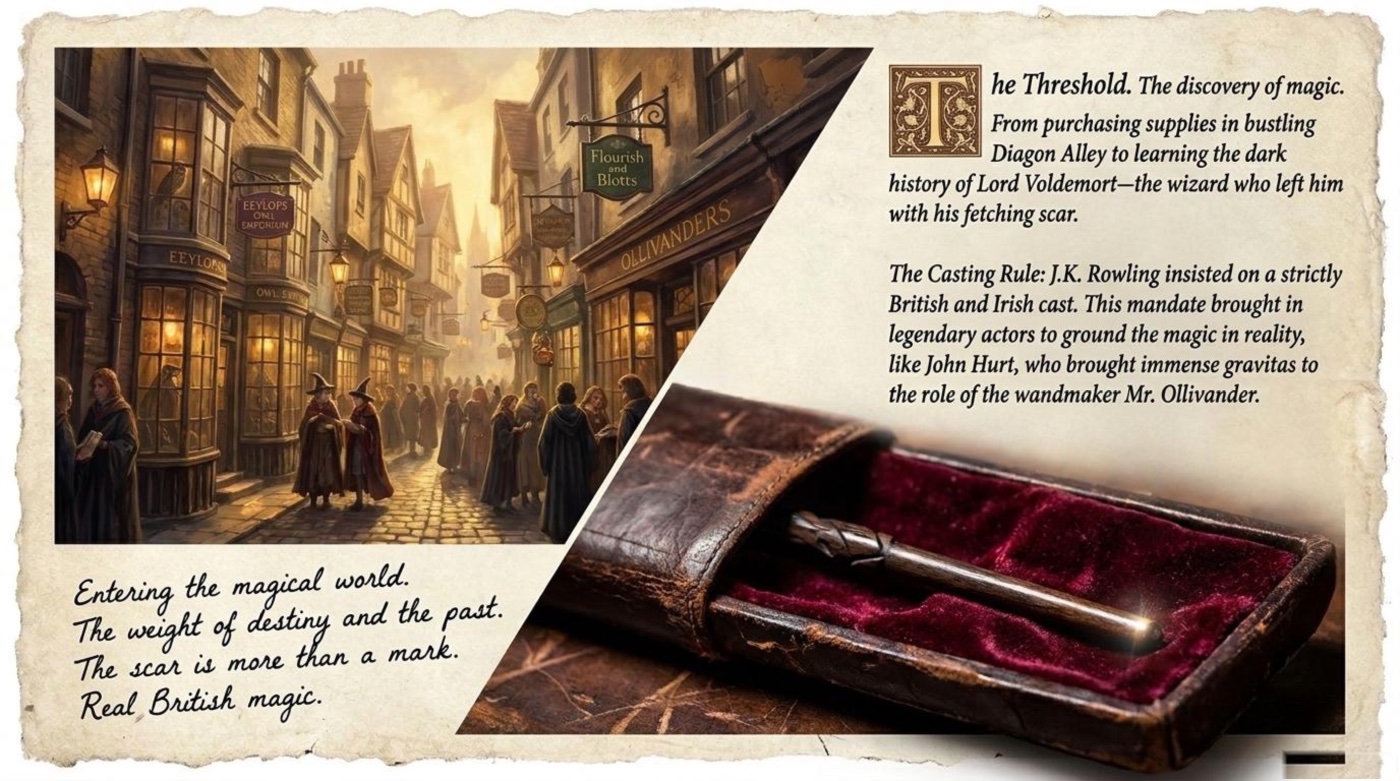 EEYLOPS
OWL
EMPORIUM
EEYLOPS
Flourish
and
Blotts
OLLIVANDERS
The Threshold. The discovery of magic.
From purchasing supplies in bustling
Diagon Alley to learning the dark
history of Lord Voldemort—the wizard who left him
with his fetching scar.
The Casting Rule: J.K. Rowling insisted on a strictly
British and Irish cast. This mandate brought in
legendary actors to ground the magic in reality,
like John Hurt, who brought immense gravitas to
the role of the wandmaker Mr. Ollivander.
Entering the magical world.
The weight of destiny and the past.
The scar is more than a mark.
Real British magic.